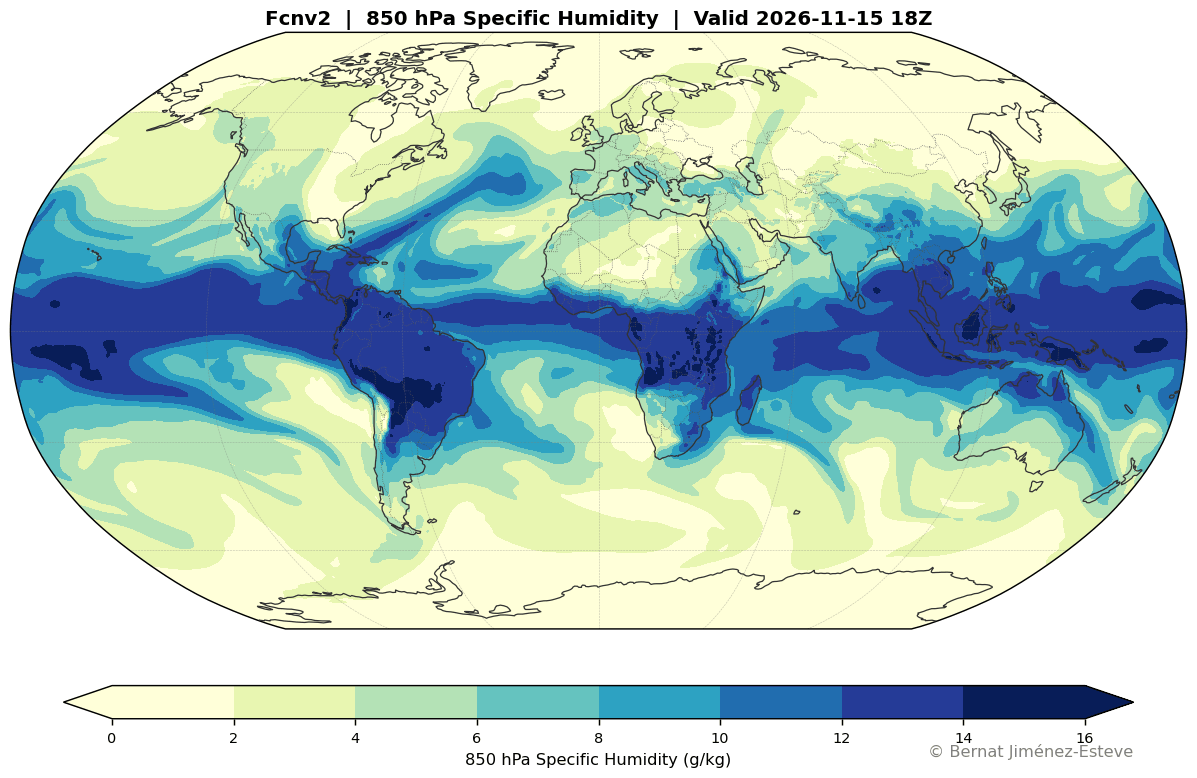 Fcnv2 | 850 hPa Specific Humidity | Valid 2026-11-15 18Z
0 2 4 6 8 10 12 14 16
850 hPa Specific Humidity (g/kg)
© Bernat Jiménez-Esteve